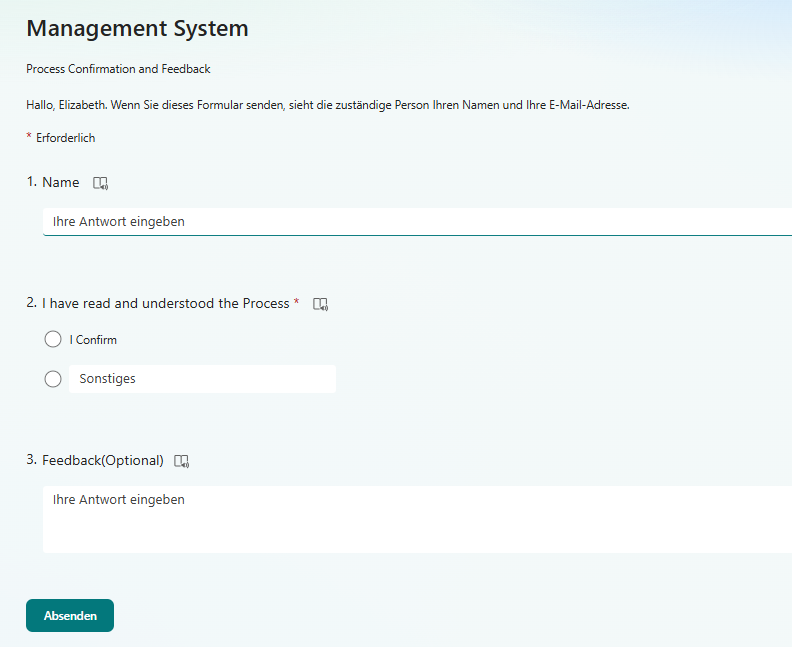 Management System
Process Confirmation and Feedback
Hallo, Elizabeth. Wenn Sie dieses Formular senden, sieht die zuständige Person Ihren Namen und Ihre E-Mail-Adresse.
* Erforderlich
1. Name
Ihre Antwort eingeben
2. I have read and understood the Process *
I Confirm
Sonstiges
3. Feedback(Optional)
Ihre Antwort eingeben
Absenden